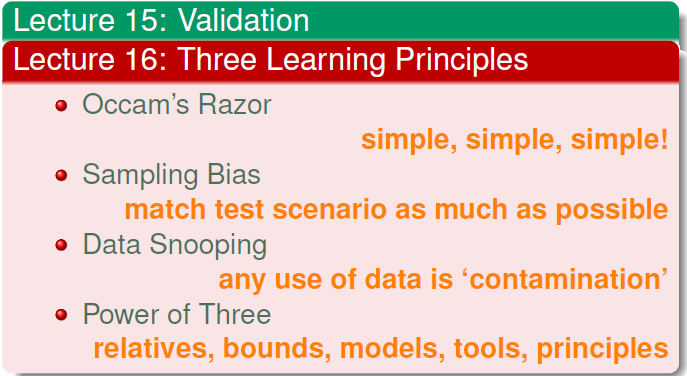 Lecture 15: Validation
Lecture 16: Three Learning Principles
Occam's Razor
simple, simple, simple!
Sampling Bias
match test scenario as much as possible
Data Snooping
any use of data is ‘contamination’
Power of Three
relatives, bounds, models, tools, principles